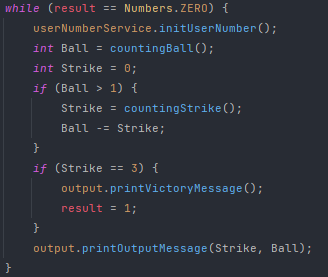 while (result == Numbers.ZERO) {
    userNumberService.initUserNumber();
    int Ball = countingBall();
    int Strike = 0;
    if (Ball > 1) {
        Strike = countingStrike();
        Ball -= Strike;
    }
    if (Strike == 3) {
        output.printVictoryMessage();
        result = 1;
    }
    output.printOutputMessage(Strike, Ball);
}